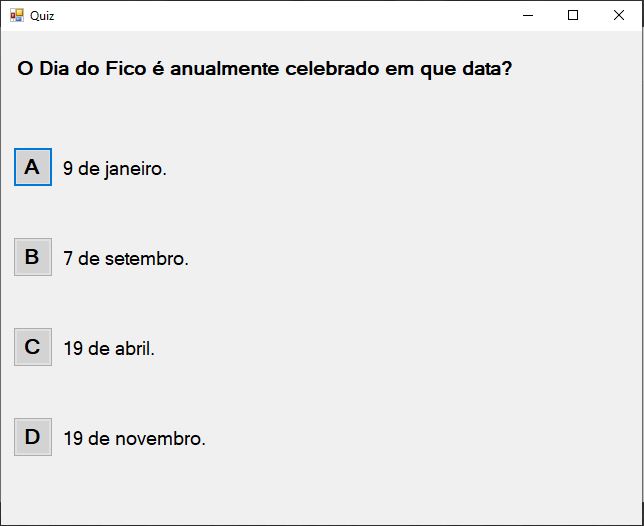 Quiz
O Dia do Fico é anualmente celebrado em que data?
A 9 de janeiro.
B 7 de setembro.
C 19 de abril.
D 19 de novembro.